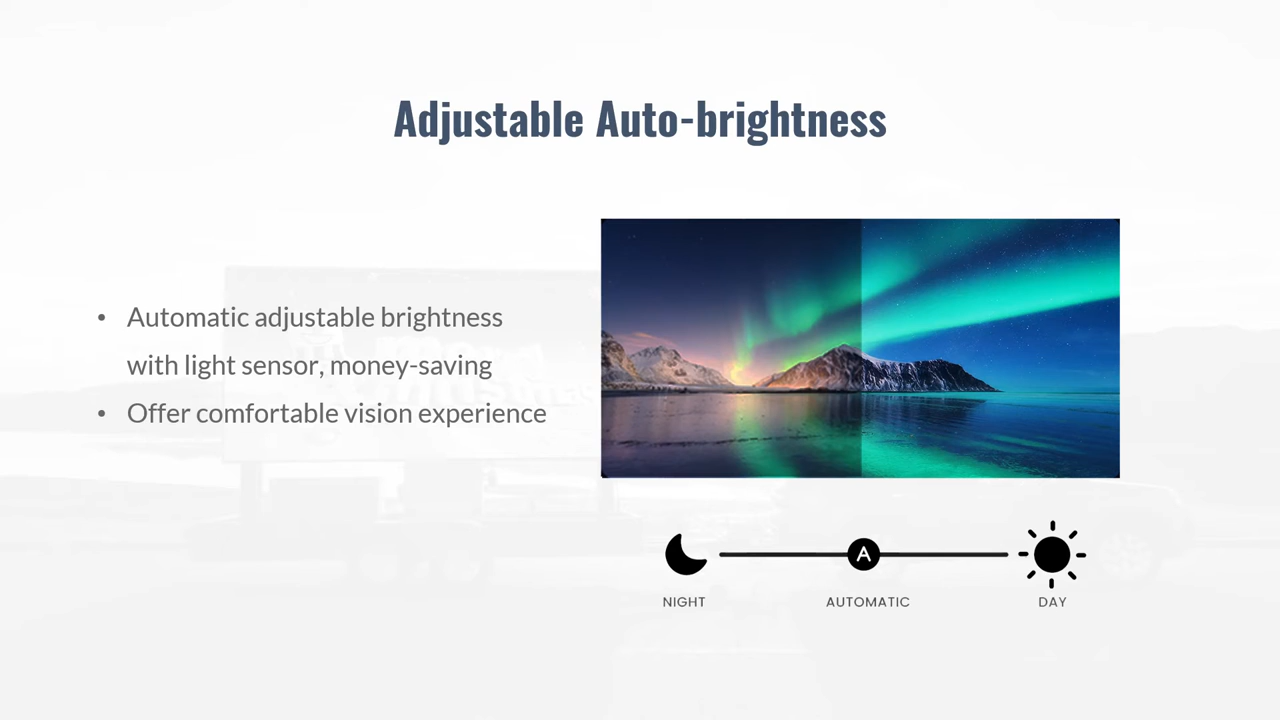 Adjustable Auto-brightness
• Automatic adjustable brightness
with light sensor, money-saving
• Offer comfortable vision experience
A
NIGHT
AUTOMATIC
DAY